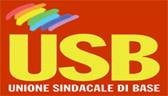 USB
UNIONE SINDACALE DI BASE